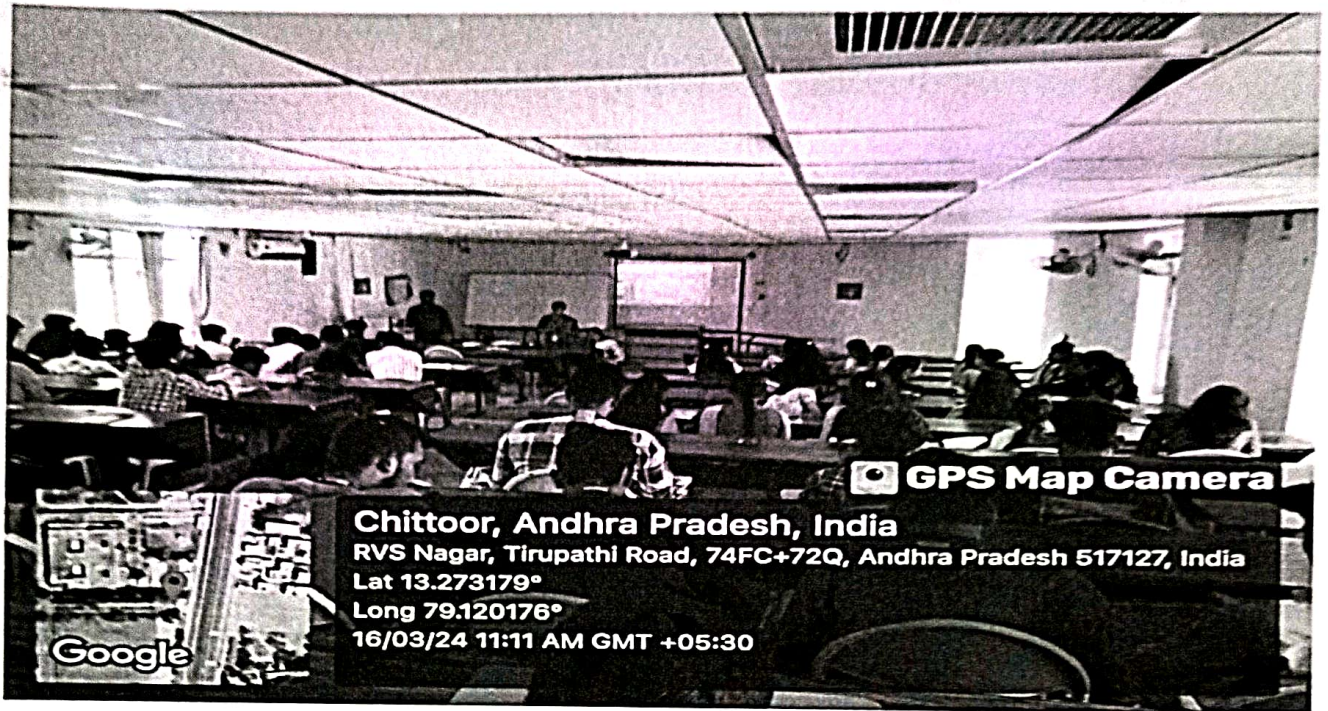 GPS Map Camera
Chittoor, Andhra Pradesh, India
RVS Nagar, Tirupathi Road, 74FC+72Q, Andhra Pradesh 517127, India
Lat 13.273179°
Long 79.120176°
16/03/24 11:11 AM GMT +05:30
Google